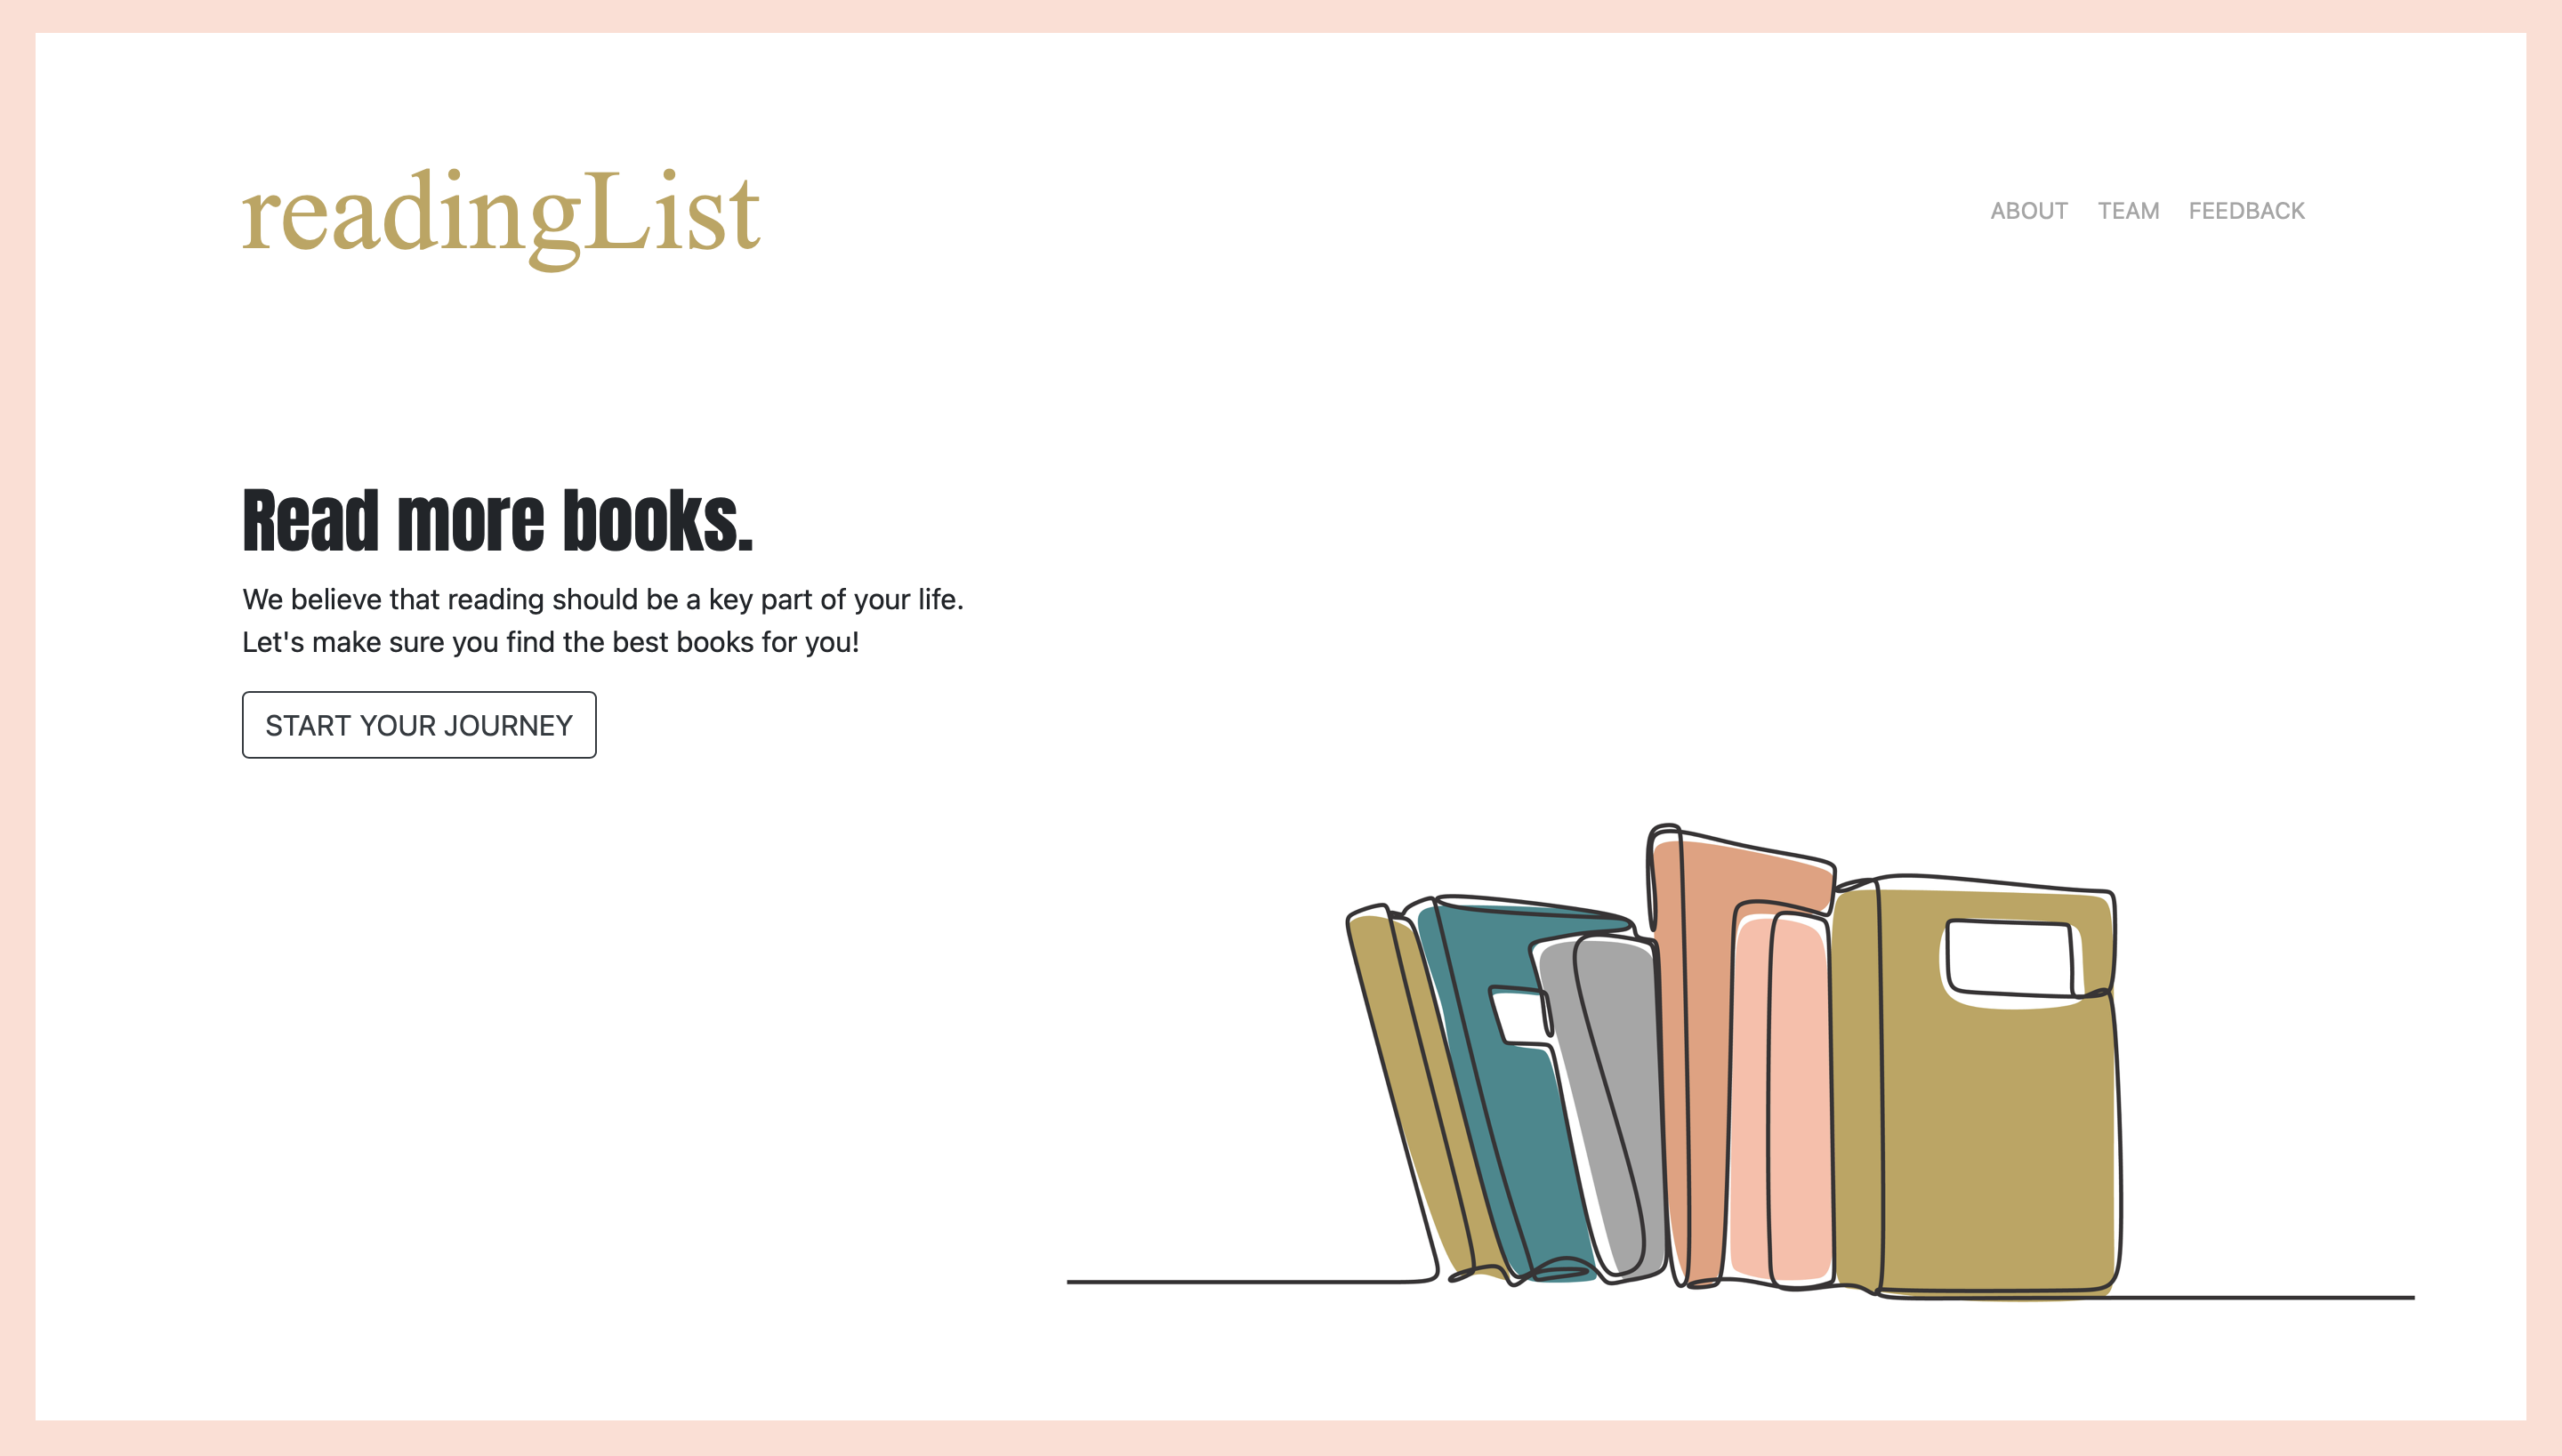 readingList
ABOUT TEAM FEEDBACK
Read more books.
We believe that reading should be a key part of your life.
Let's make sure you find the best books for you!
START YOUR JOURNEY